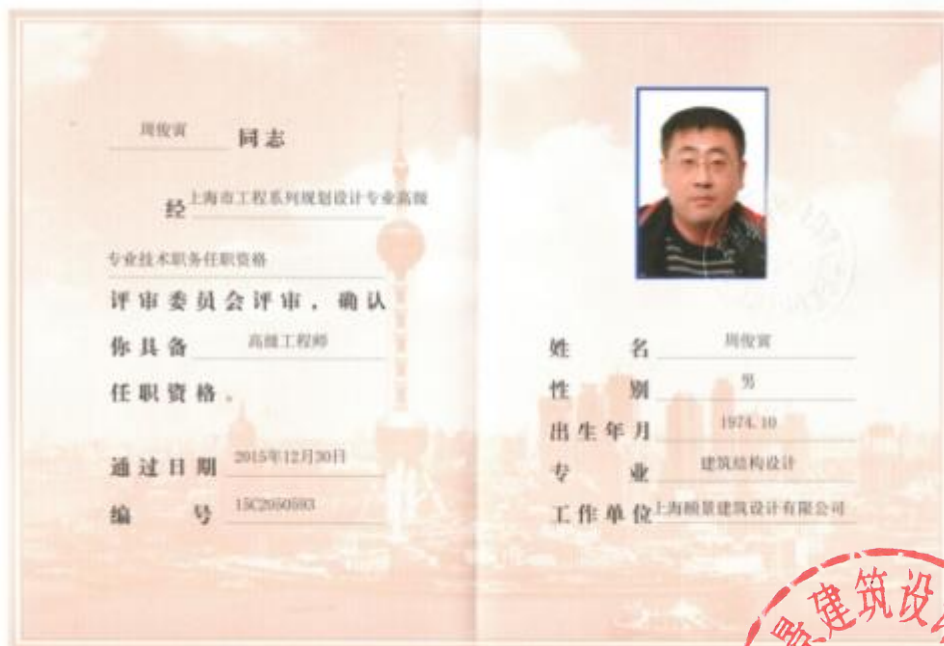 周俊寅 同志
经 上海市工程系列规划设计专业高级
专业技术职务任职资格
评审委员会评审，确认
你具备 高级工程师
任职资格。
通过日期 2015年12月30日
编号 15C2050593
姓名 周俊寅
性别 男
出生年月 1974.10
专业 建筑结构设计
工作单位 上海颐景建筑设计有限公司
景建筑设